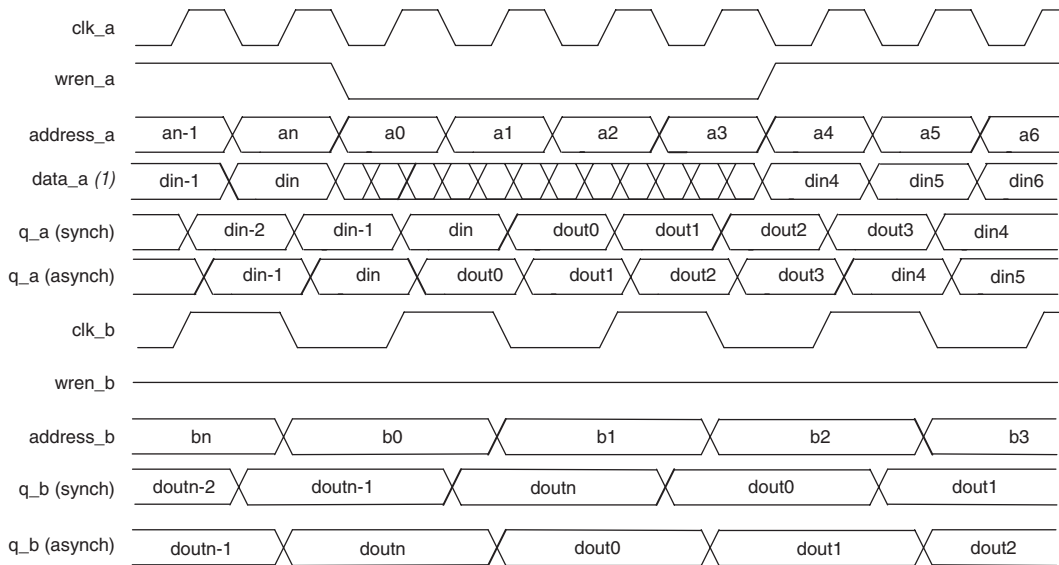 clk_a
wren_a
address_a an-1 an a0 a1 a2 a3 a4 a5 a6
data_a (1) din-1 din din4 din5 din6
q_a (synch) din-2 din-1 din dout0 dout1 dout2 dout3 din4
q_a (asynch) din-1 din dout0 dout1 dout2 dout3 din4 din5
clk_b
wren_b
address_b bn b0 b1 b2 b3
q_b (synch) doutn-2 doutn-1 doutn dout0 dout1
q_b (asynch) doutn-1 doutn dout0 dout1 dout2